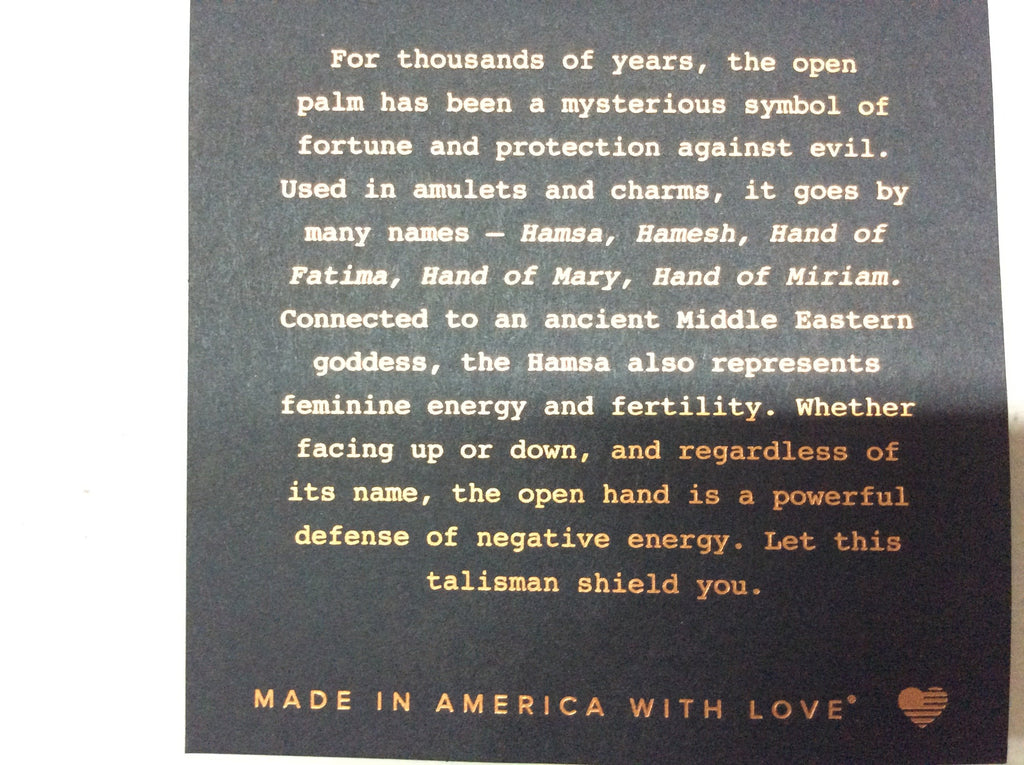 For thousands of years, the open
palm has been a mysterious symbol of
fortune and protection against evil.
Used in amulets and charms, it goes by
many names — Hamsa, Hamesh, Hand of
Fatima, Hand of Mary, Hand of Miriam.
Connected to an ancient Middle Eastern
goddess, the Hamsa also represents
feminine energy and fertility. Whether
facing up or down, and regardless of
its name, the open hand is a powerful
defense of negative energy. Let this
talisman shield you.
MADE IN AMERICA WITH LOVE®